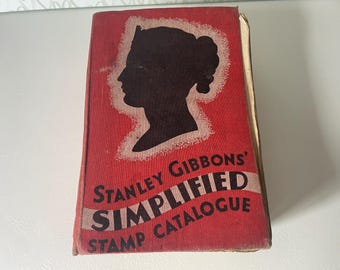 STANLEY GIBBONS'
SIMPLIFIED
STAMP CATALOGUE